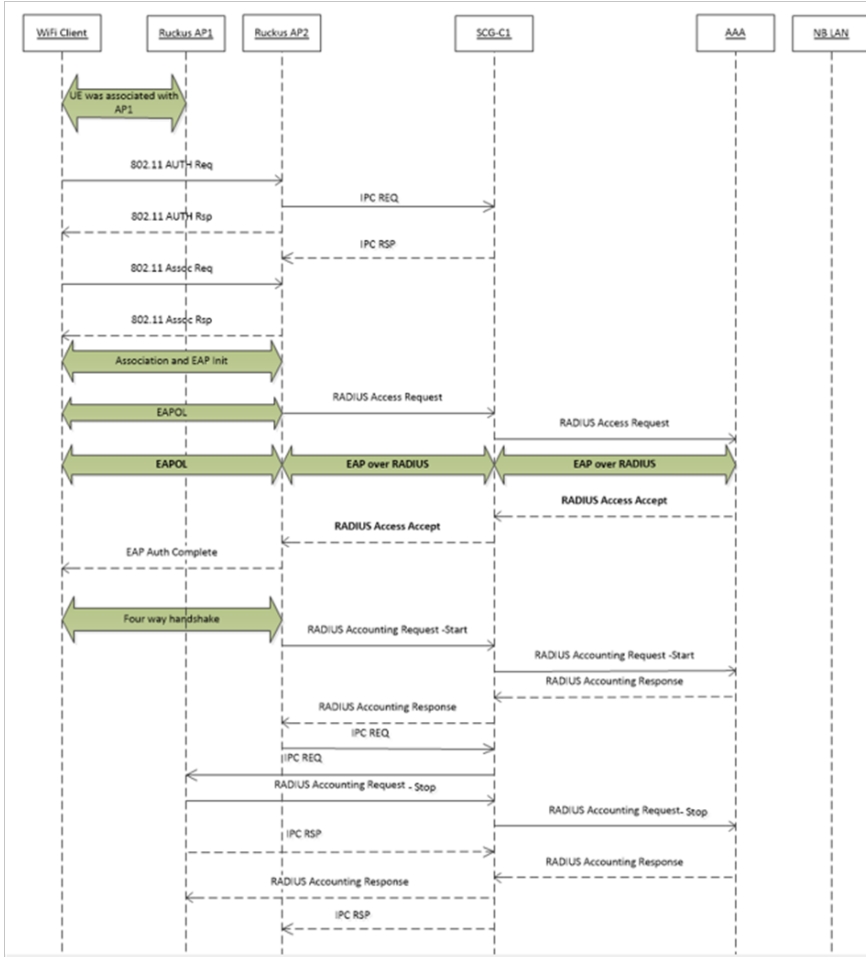 WiFi Client
Ruckus AP1
Ruckus AP2
SCG-C1
AAA
NB LAN
UE was associated with
AP1
802.11 AUTH Req
IPC REQ
802.11 AUTH Rsp
IPC RSP
802.11 Assoc Req
802.11 Assoc Rsp
Association and EAP Init
RADIUS Access Request
EAPOL
RADIUS Access Request
EAPOL
EAP over RADIUS
EAP over RADIUS
RADIUS Access Accept
RADIUS Access Accept
EAP Auth Complete
Four way handshake
RADIUS Accounting Request -Start
RADIUS Accounting Request -Start
RADIUS Accounting Response
RADIUS Accounting Response
IPC REQ
IPC REQ
RADIUS Accounting Request - Stop
RADIUS Accounting Request- Stop
IPC RSP
RADIUS Accounting Response
RADIUS Accounting Response
IPC RSP